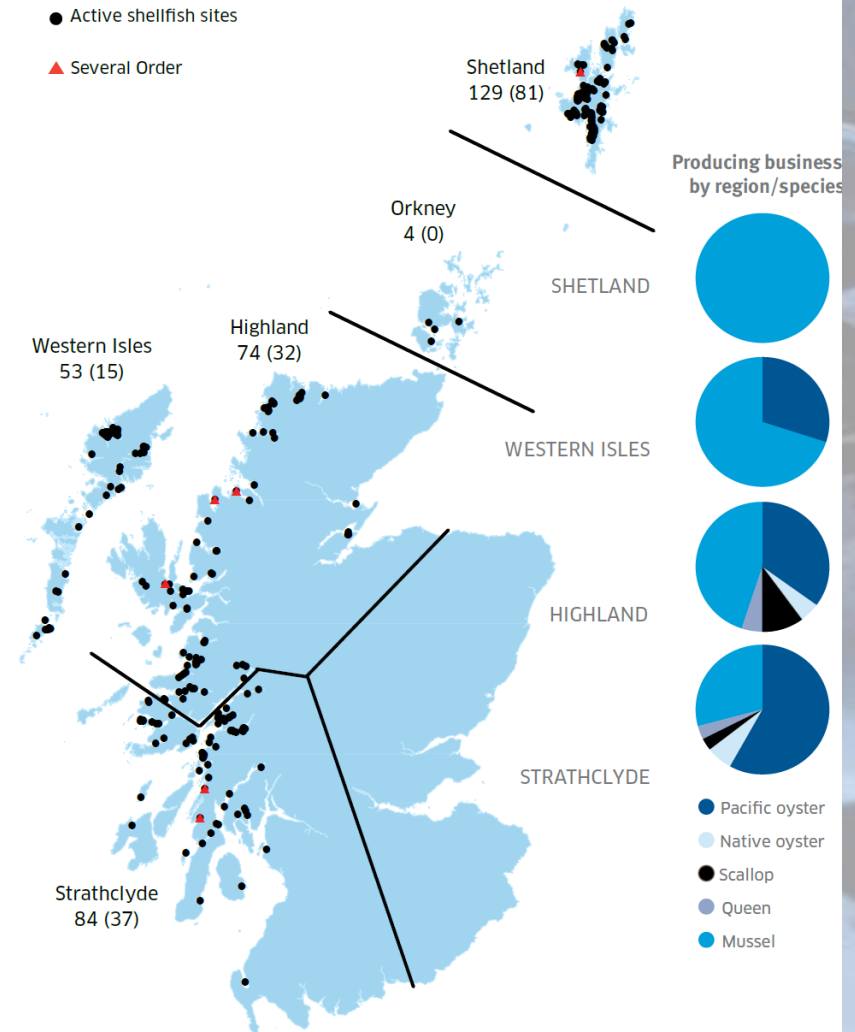 Active shellfish sites
Several Order
Shetland
129 (81)
Orkney
4 (0)
Highland
74 (32)
Western Isles
53 (15)
Strathclyde
84 (37)
Producing business
by region/species
SHETLAND
WESTERN ISLES
HIGHLAND
STRATHCLYDE
Pacific oyster
Native oyster
Scallop
Queen
Mussel